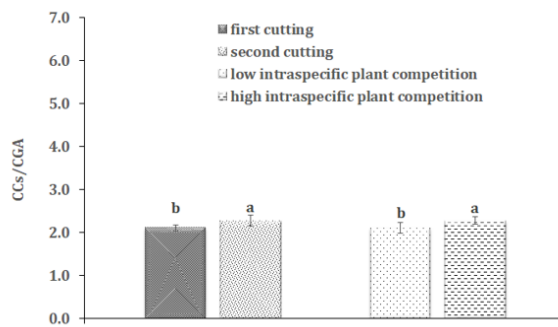 7.0
6.0
5.0
4.0
3.0
2.0
1.0
0.0
CCs/CGA
first cutting
second cutting
low intraspecific plant competition
high intraspecific plant competition
b a b a